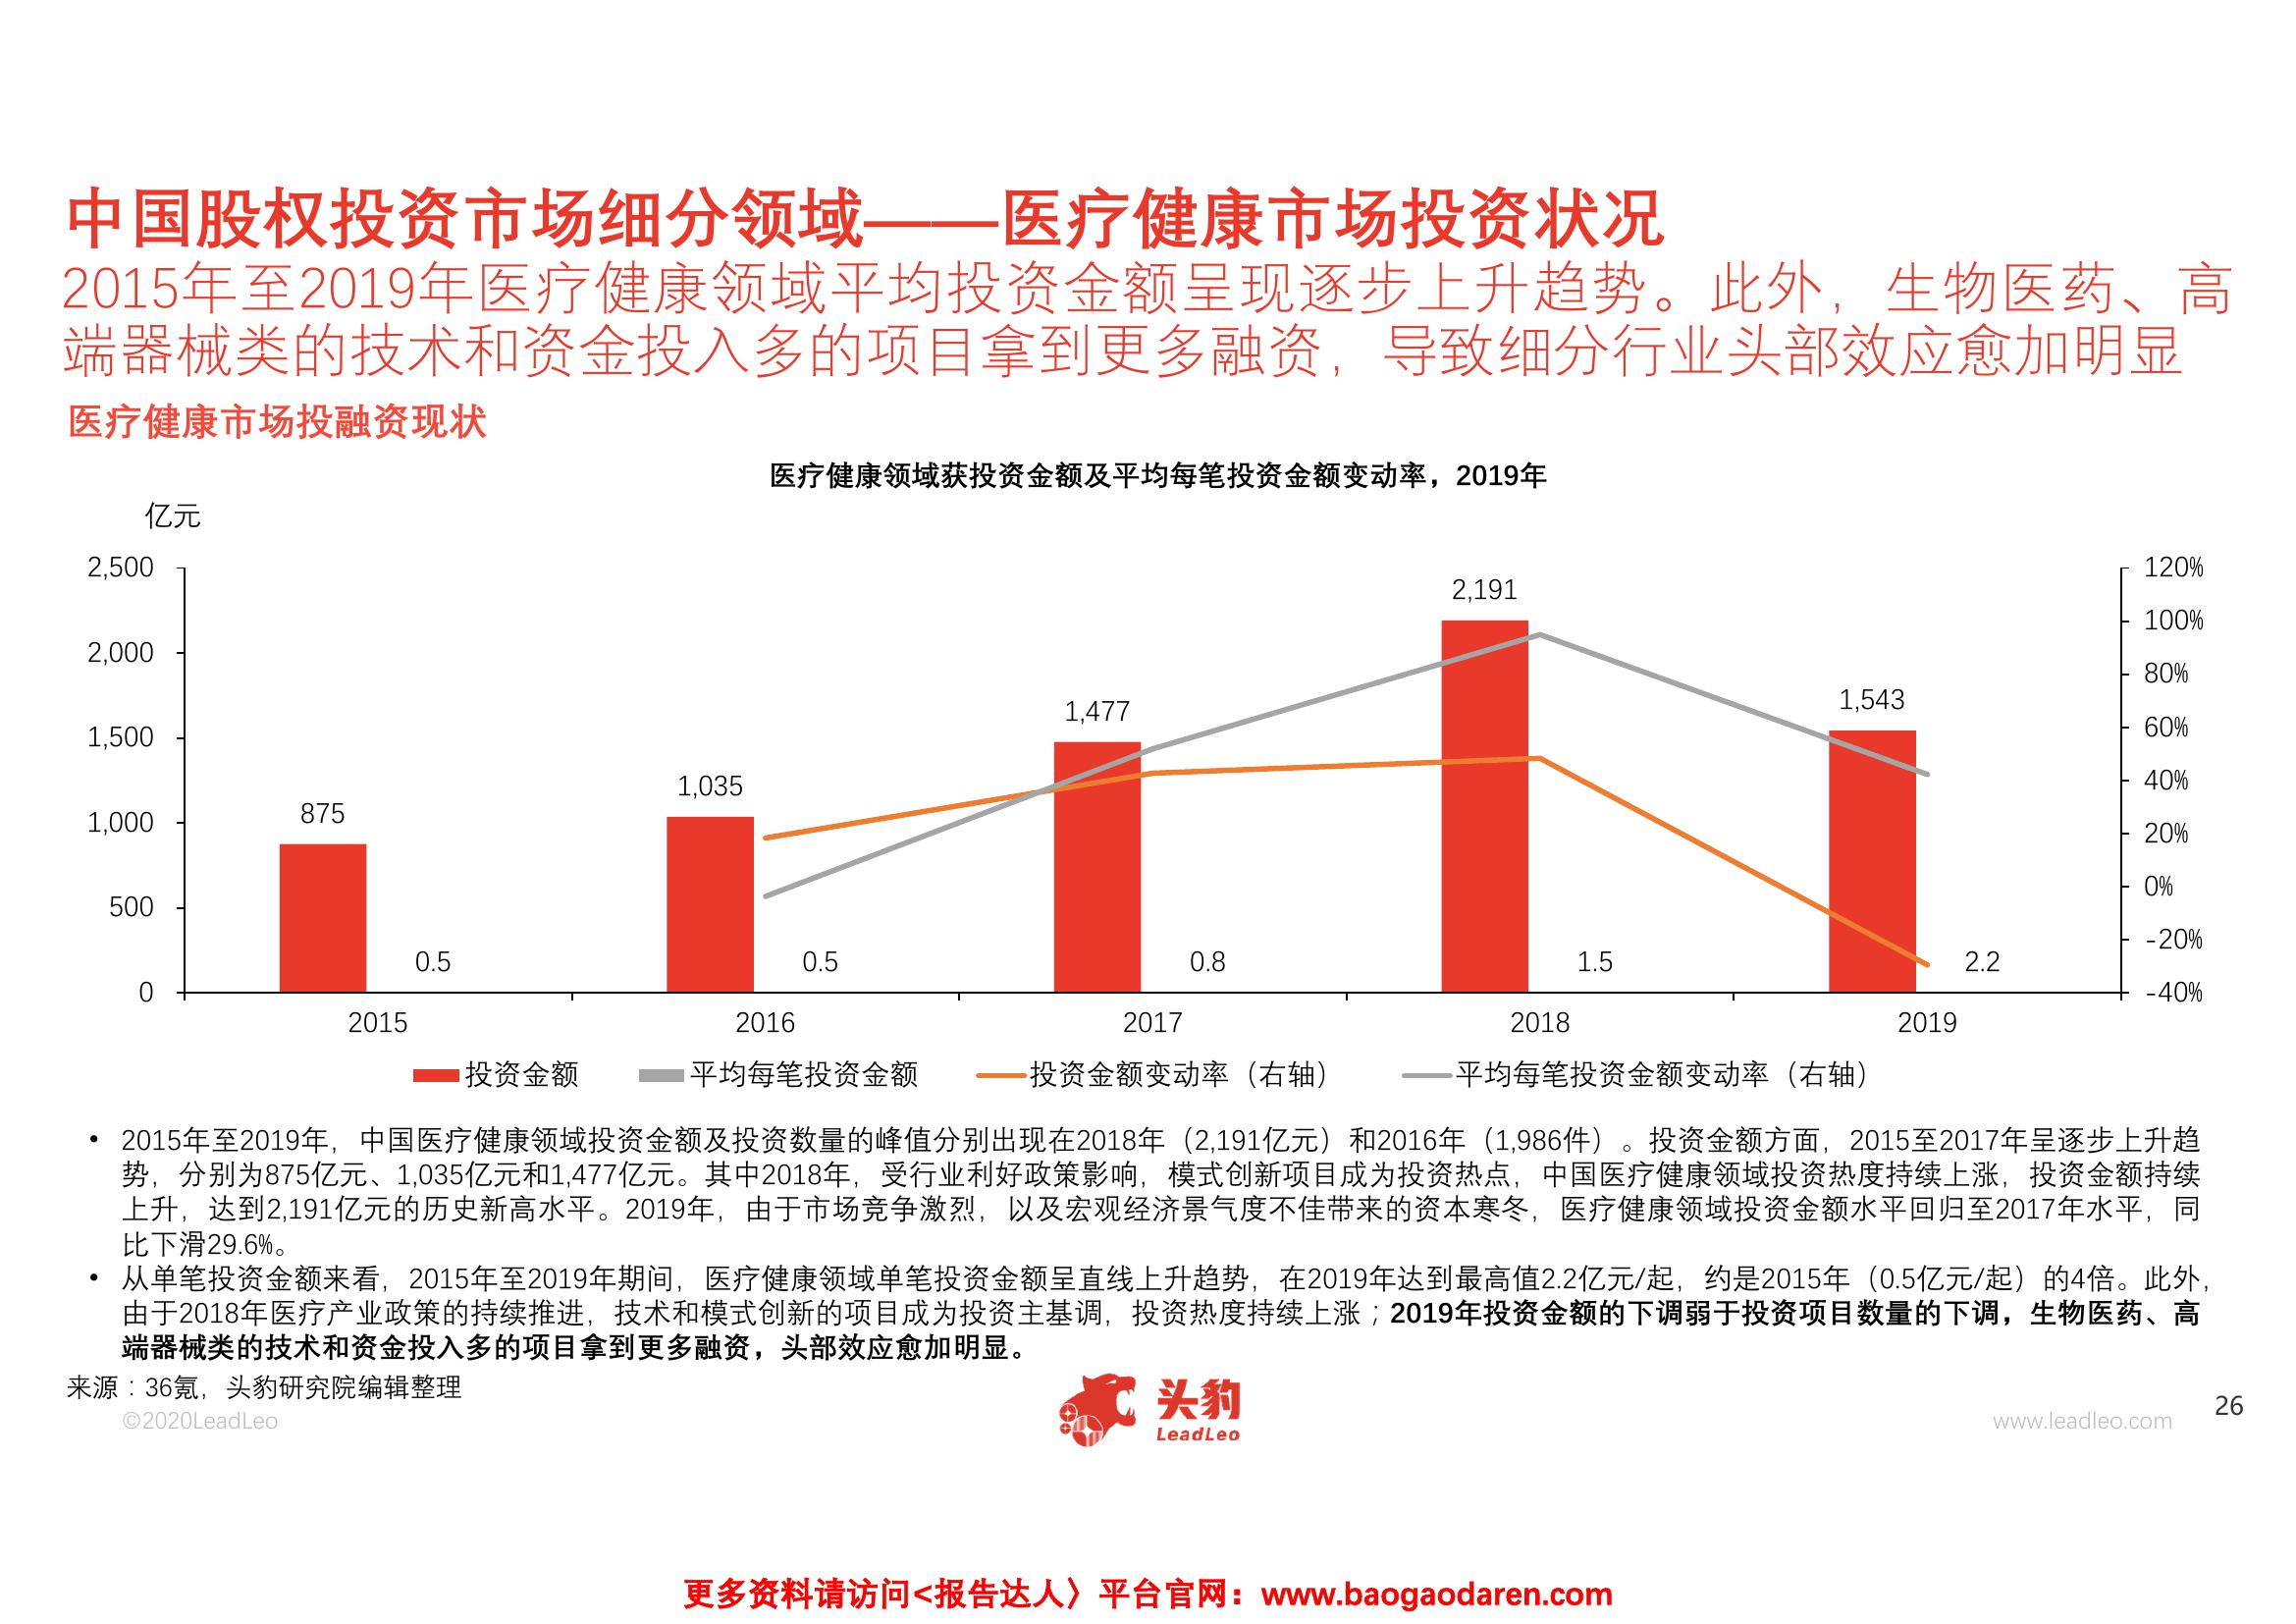 中国股权投资市场细分领域——医疗健康市场投资状况
2015年至2019年医疗健康领域平均投资金额呈现逐步上升趋势。此外，生物医药、高
端器械类的技术和资金投入多的项目拿到更多融资，导致细分行业头部效应愈加明显
医疗健康市场投融资现状
医疗健康领域获投资金额及平均每笔投资金额变动率，2019年
亿元
2,500
2,000
1,500
1,000
500
0
120%
100%
80%
60%
40%
20%
0%
-20%
-40%
875
1,035
1,477
2,191
1,543
0.5
0.5
0.8
1.5
2.2
2015
2016
2017
2018
2019
投资金额
平均每笔投资金额
投资金额变动率（右轴）
平均每笔投资金额变动率（右轴）
• 2015年至2019年，中国医疗健康领域投资金额及投资数量的峰值分别出现在2018年（2,191亿元）和2016年（1,986件）。投资金额方面，2015至2017年呈逐步上升趋
势，分别为875亿元、1,035亿元和1,477亿元。其中2018年，受行业利好政策影响，模式创新项目成为投资热点，中国医疗健康领域投资热度持续上涨，投资金额持续
上升，达到2,191亿元的历史新高水平。2019年，由于市场竞争激烈，以及宏观经济景气度不佳带来的资本寒冬，医疗健康领域投资金额水平回归至2017年水平，同
比下滑29.6%。
• 从单笔投资金额来看，2015年至2019年期间，医疗健康领域单笔投资金额呈直线上升趋势，在2019年达到最高值2.2亿元/起，约是2015年（0.5亿元/起）的4倍。此外，
由于2018年医疗产业政策的持续推进，技术和模式创新的项目成为投资主基调，投资热度持续上涨；2019年投资金额的下调弱于投资项目数量的下调，生物医药、高
端器械类的技术和资金投入多的项目拿到更多融资，头部效应愈加明显。
来源：36氪，头豹研究院编辑整理
©2020LeadLeo
头豹
LeadLeo
www.leadleo.com
26
更多资料请访问<报告达人〉平台官网：www.baogaodaren.com